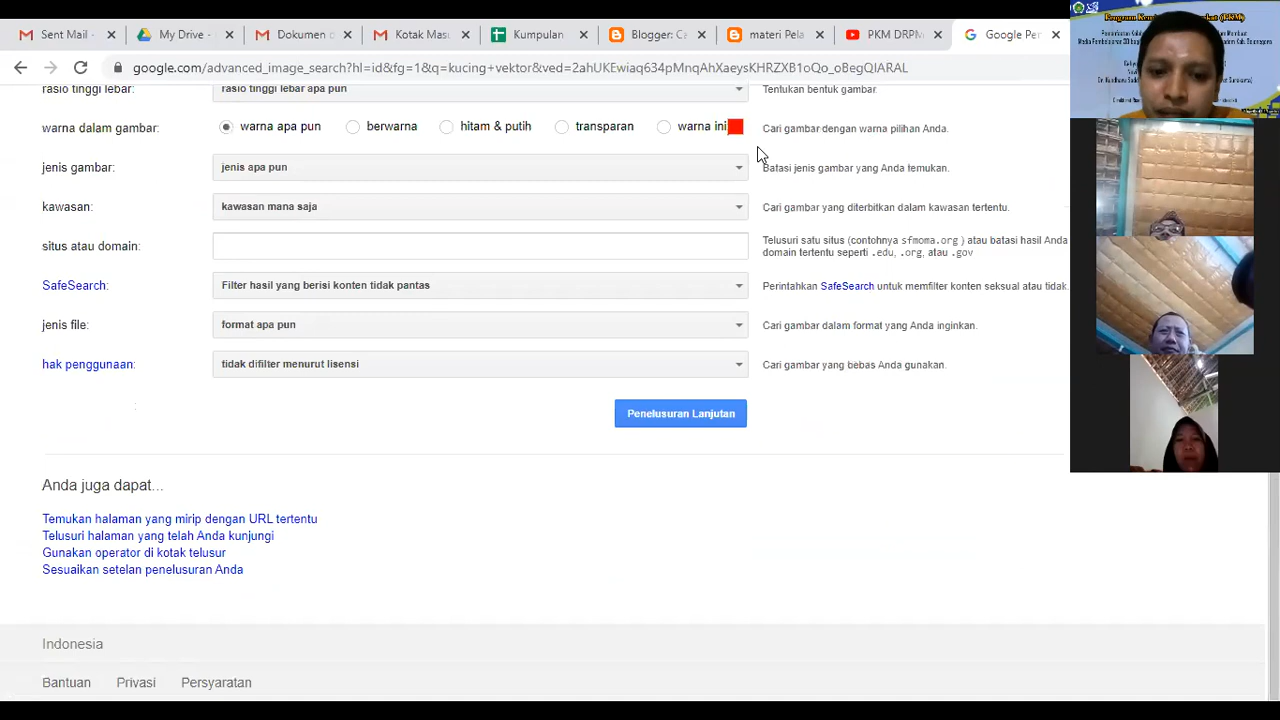 Sent Mail -
My Drive -
Dokumen
Kotak Mas
Kumpulan
Blogger: Ca
materi Pela
PKM DRPM
Google Pen
google.com/advanced_image_search?hl=id&fg=1&q=kucing+vektor&ved=2ahUKEwiaq634pMnqAhXaeysKHRZXB1oQo_oBegQIARAL
rasio tinggi lebar: rasio tinggi lebar apa pun Tentukan bentuk gambar.
warna dalam gambar: warna apa pun berwarna hitam & putih transparan warna ini Cari gambar dengan warna pilihan Anda.
jenis gambar: jenis apa pun Batasi jenis gambar yang Anda temukan.
kawasan: kawasan mana saja Cari gambar yang diterbitkan dalam kawasan tertentu.
situs atau domain: Telusuri satu situs (contohnya sfmoma.org ) atau batasi hasil Anda
domain tertentu seperti .edu, .org, atau .gov
SafeSearch: Filter hasil yang berisi konten tidak pantas Perintahkan SafeSearch untuk memfilter konten seksual atau tidak.
jenis file: format apa pun Cari gambar dalam format yang Anda inginkan.
hak penggunaan: tidak difilter menurut lisensi Cari gambar yang bebas Anda gunakan.
Penelusuran Lanjutan
Anda juga dapat...
Temukan halaman yang mirip dengan URL tertentu
Telusuri halaman yang telah Anda kunjungi
Gunakan operator di kotak telusur
Sesuaikan setelan penelusuran Anda
Indonesia
Bantuan Privasi Persyaratan